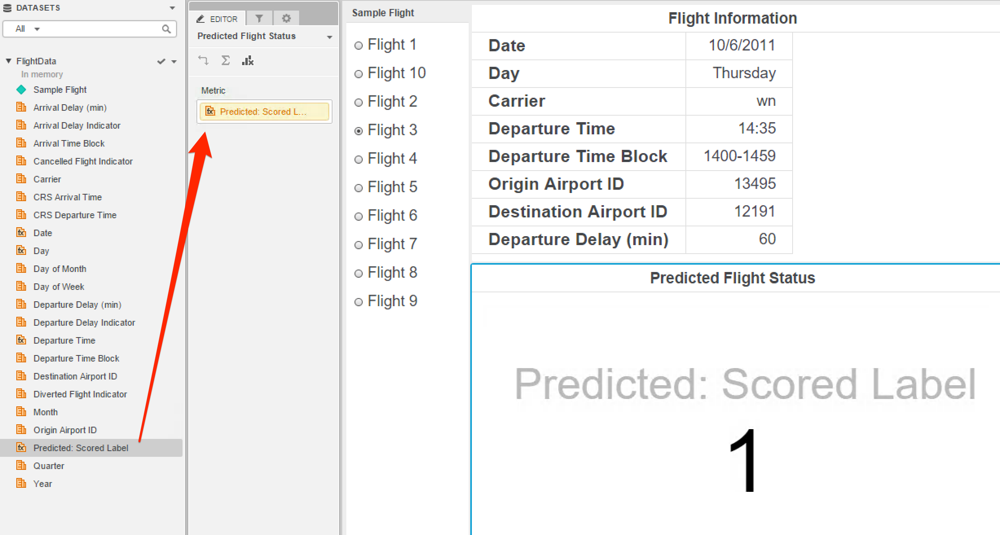 DATASETS
All
FlightData
In memory
Sample Flight
Arrival Delay (min)
Arrival Delay Indicator
Arrival Time Block
Cancelled Flight Indicator
Carrier
CRS Arrival Time
CRS Departure Time
fx Date
fx Day
Day of Month
Day of Week
Departure Delay (min)
Departure Delay Indicator
fx Departure Time
Departure Time Block
Destination Airport ID
Diverted Flight Indicator
Month
Origin Airport ID
fx Predicted: Scored Label
Quarter
Year
EDITOR
Predicted Flight Status
Σ
Metric
fx Predicted: Scored L...
Sample Flight
Flight 1
Flight 10
Flight 2
Flight 3
Flight 4
Flight 5
Flight 6
Flight 7
Flight 8
Flight 9
Flight Information
Date 10/6/2011
Day Thursday
Carrier wn
Departure Time 14:35
Departure Time Block 1400-1459
Origin Airport ID 13495
Destination Airport ID 12191
Departure Delay (min) 60
Predicted Flight Status
Predicted: Scored Label
1